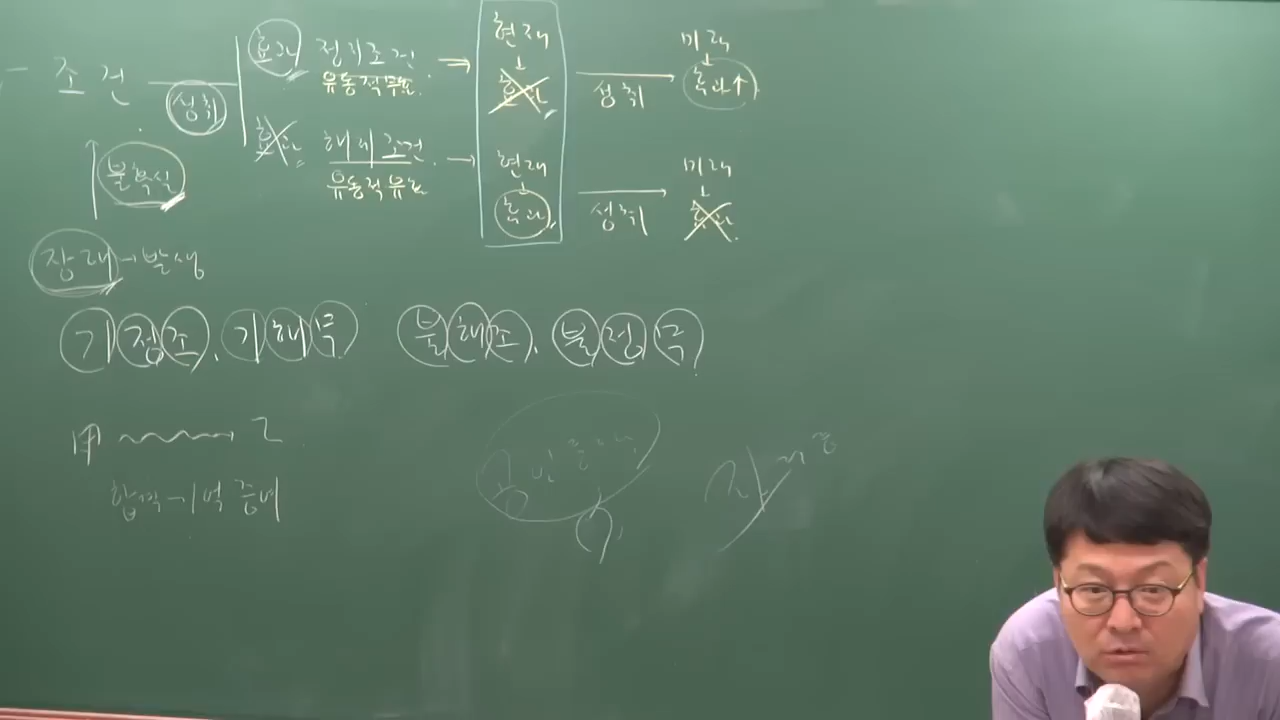 - 조건 성취
불확실
장래 → 발생
효과 정지조건 → 현재 ↓ 효과 → 성취 미래 ↓ 효과↑
유동적무효
효과 해제조건 → 현재 ↓ 효과 → 성취 미래 ↓ 효과
유동적유효
기정조, 기해무 불해조, 불정무
甲 乙
합격 시 증여